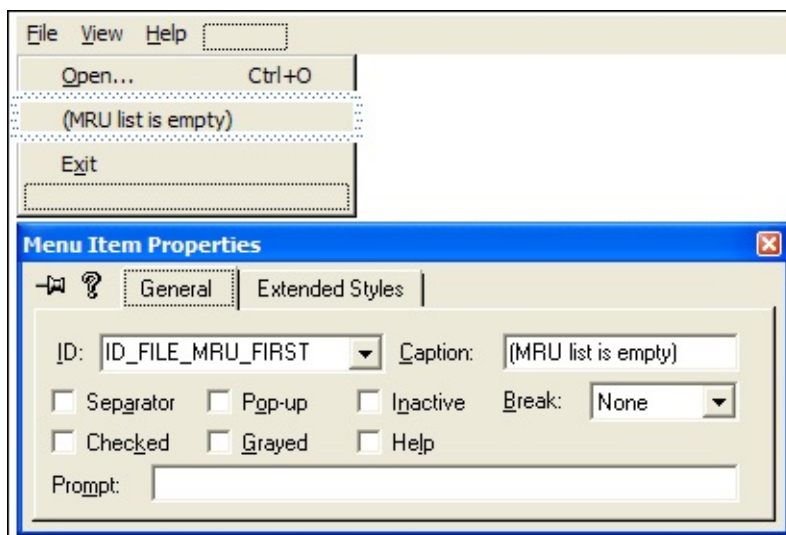 File View Help
Open... Ctrl+O
(MRU list is empty)
Exit
Menu Item Properties
? General Extended Styles
ID: ID_FILE_MRU_FIRST Caption: (MRU list is empty)
Separator Pop-up Inactive Break: None
Checked Grayed Help
Prompt: